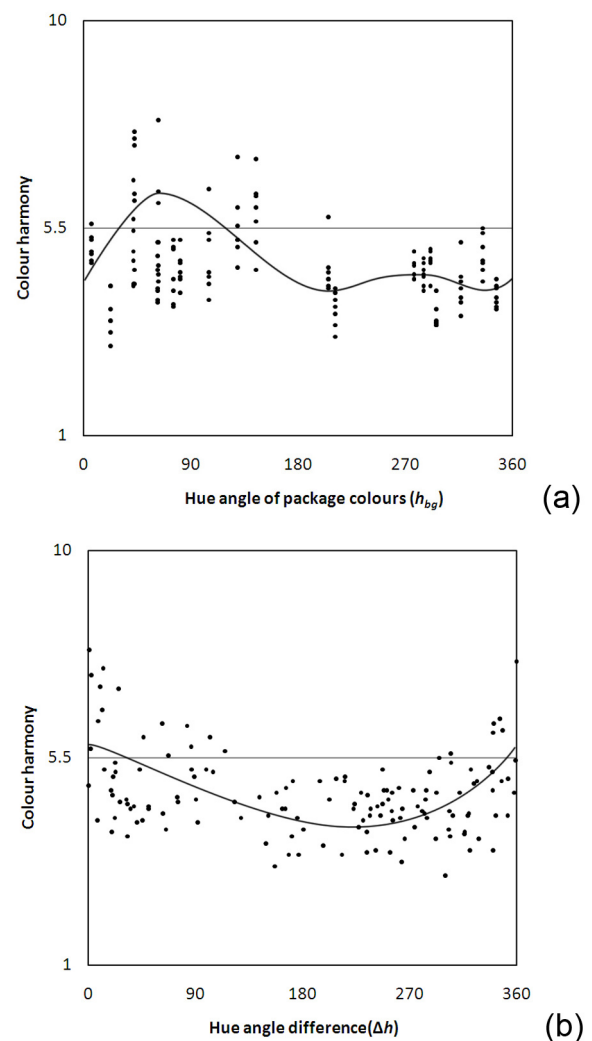 10
Colour harmony
5.5
1
0 90 180 270 360
Hue angle of package colours (hbg)
(a)
10
Colour harmony
5.5
1
0 90 180 270 360
Hue angle difference(Δh)
(b)